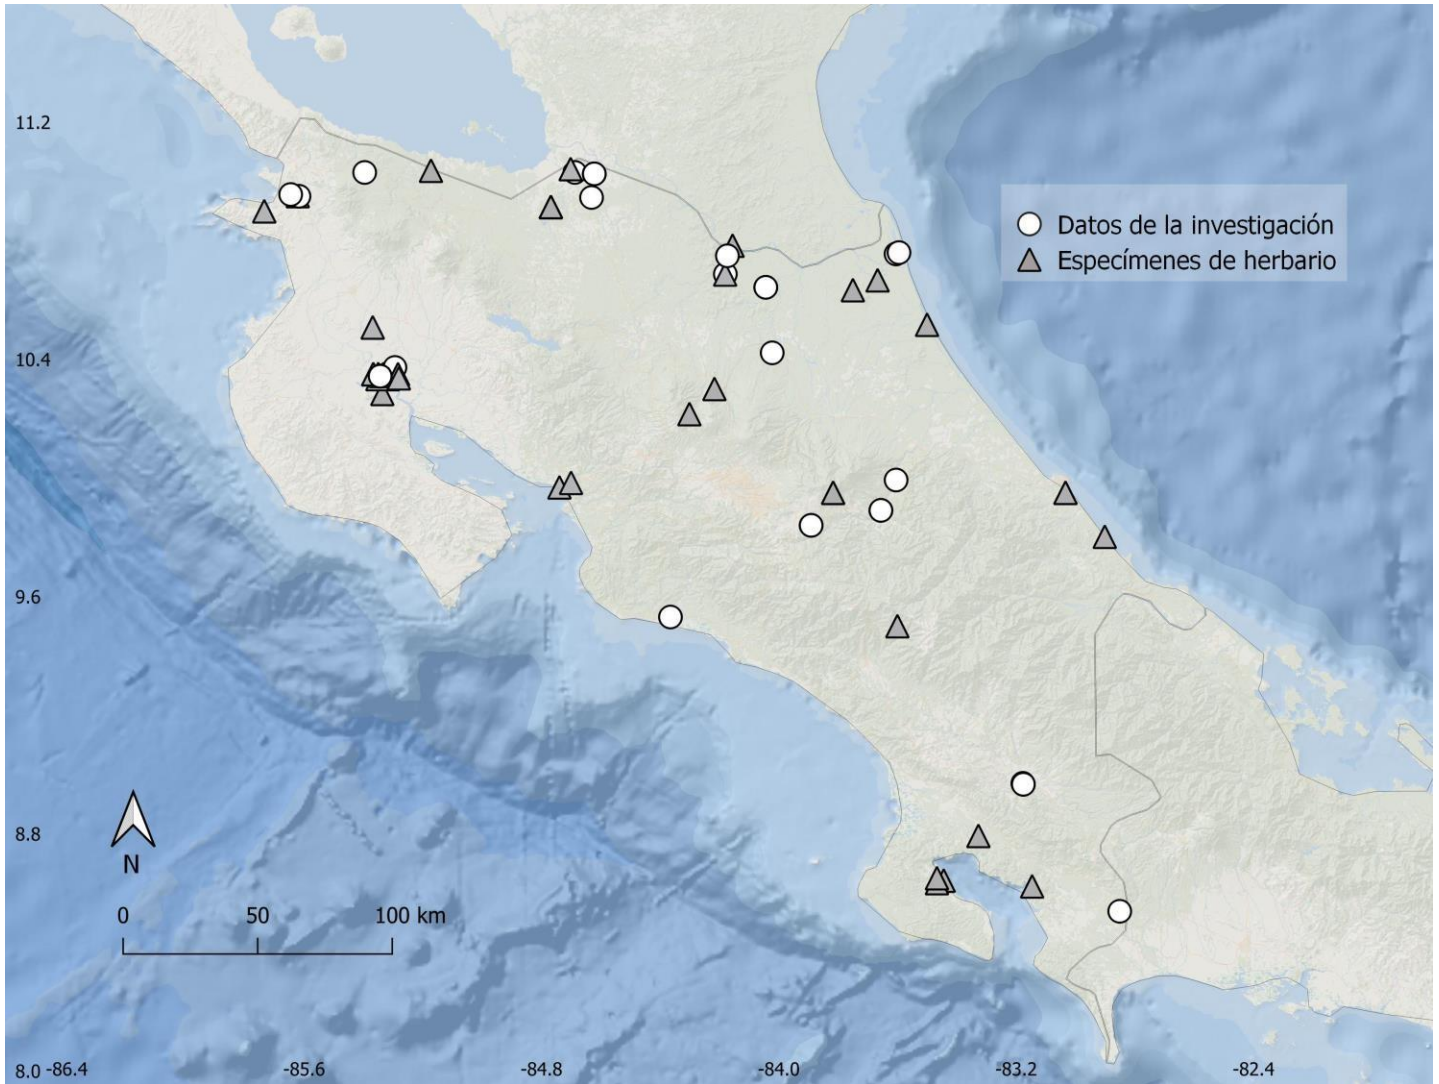 11.2
Datos de la investigación
Especímenes de herbario
10.4
9.6
8.8
N
0 50 100 km
8.0 -86.4 -85.6 -84.8 -84.0 -83.2 -82.4